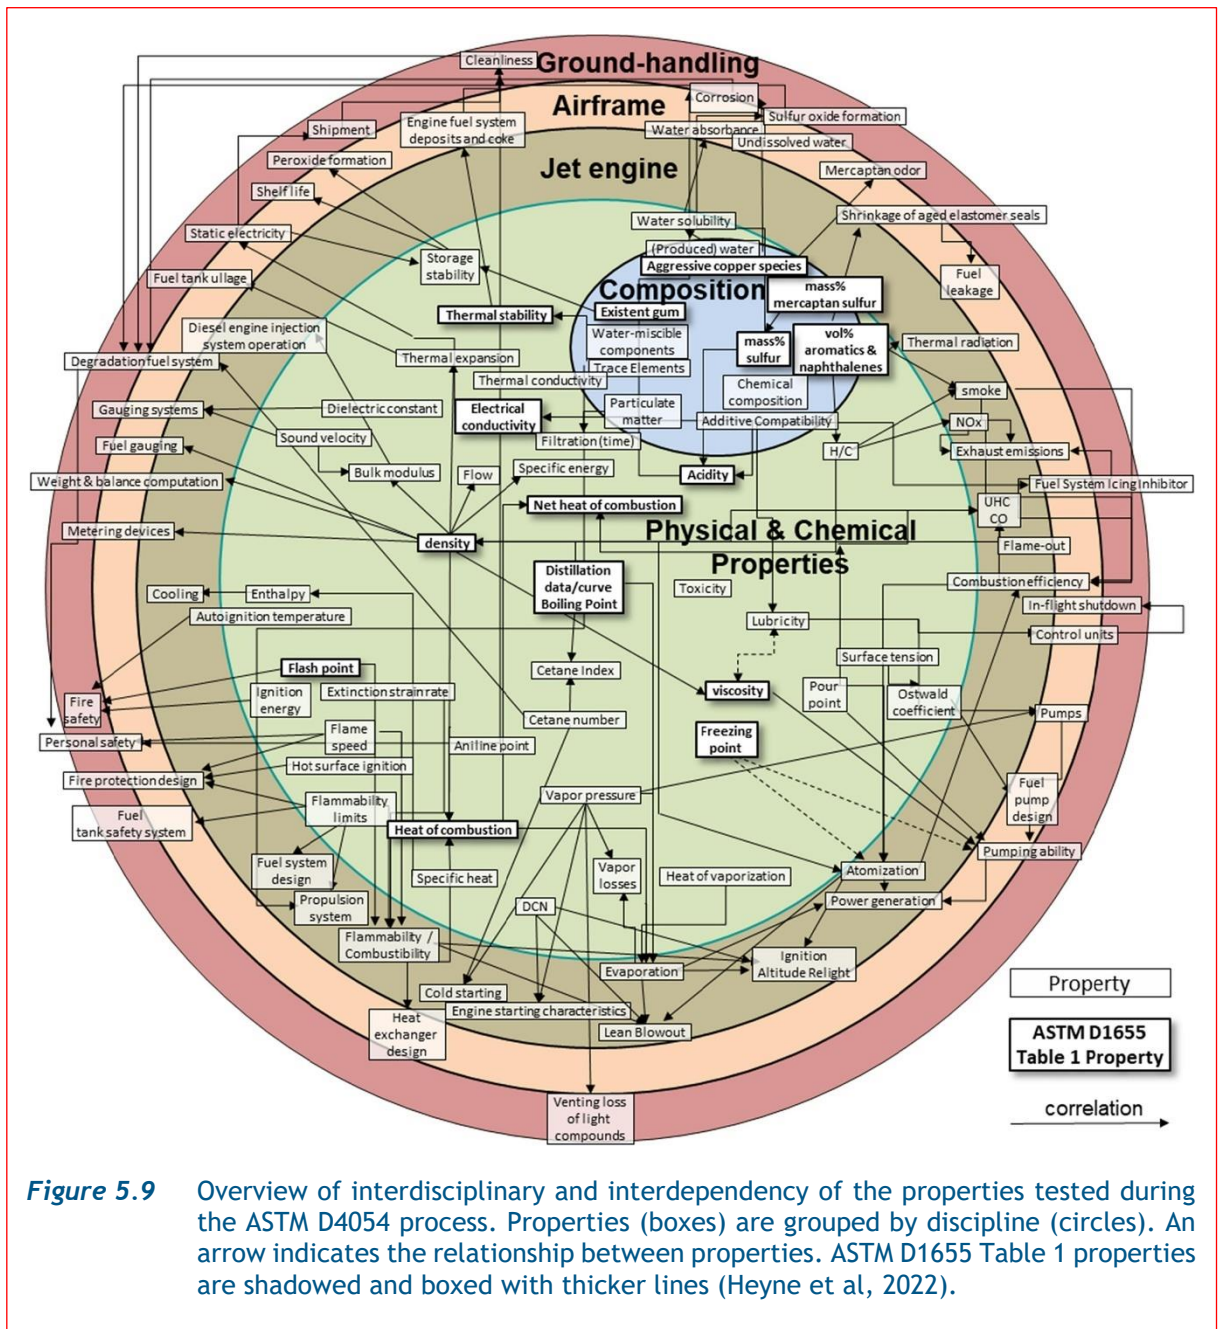 Cleanliness
Ground-handling
Airframe
Corrosion
Sulfur oxide formation
Engine fuel system
deposits and coke
Shipment
Water absorbance
Undissolved water
Peroxide formation
Jet engine
Mercaptan odor
Shelf life
Shrinkage of aged elastomer seals
Static electricity
Water solubility
(Produced) water
Storage
stability
Aggressive copper species
Fuel tank ullage
Fuel
leakage
Composition
mass%
mercaptan sulfur
Thermal stability
Existent gum
Diesel engine injection
system operation
Water-miscible
components
mass%
sulfur
vol%
aromatics &
naphthalenes
Thermal radiation
Degradation fuel system
Thermal expansion
Trace Elements
Thermal conductivity
Chemical
composition
smoke
Gauging systems
Dielectric constant
Electrical
conductivity
Particulate
matter
Additive Compatibility
NOx
Fuel gauging
Sound velocity
Filtration (time)
H/C
Exhaust emissions
Bulk modulus
Flow
Specific energy
Acidity
Weight & balance computation
Fuel System Icing Inhibitor
Net heat of combustion
UHC
CO
Metering devices
density
Physical & Chemical
Properties
Flame-out
Distillation
data/curve
Boiling Point
Toxicity
Combustion efficiency
Cooling
Enthalpy
In-flight shutdown
Autoignition temperature
Lubricity
Control units
Flash point
Cetane Index
Surface tension
Fire
safety
Ignition
energy
Extinction strain rate
viscosity
Pour
point
Ostwald
coefficient
Cetane number
Pumps
Personal safety
Flame
speed
Aniline point
Freezing
point
Fire protection design
Hot surface ignition
Vapor pressure
Fuel
pump
design
Fuel
tank safety system
Flammability
limits
Heat of combustion
Pumping ability
Fuel system
design
Specific heat
Vapor
losses
Heat of vaporization
Atomization
Propulsion
system
DCN
Power generation
Flammability /
Combustibility
Evaporation
Ignition
Altitude Relight
Cold starting
Engine starting characteristics
Heat
exchanger
design
Lean Blowout
Property
ASTM D1655
Table 1 Property
Venting loss
of light
compounds
correlation
Figure 5.9 Overview of interdisciplinary and interdependency of the properties tested during
the ASTM D4054 process. Properties (boxes) are grouped by discipline (circles). An
arrow indicates the relationship between properties. ASTM D1655 Table 1 properties
are shadowed and boxed with thicker lines (Heyne et al, 2022).